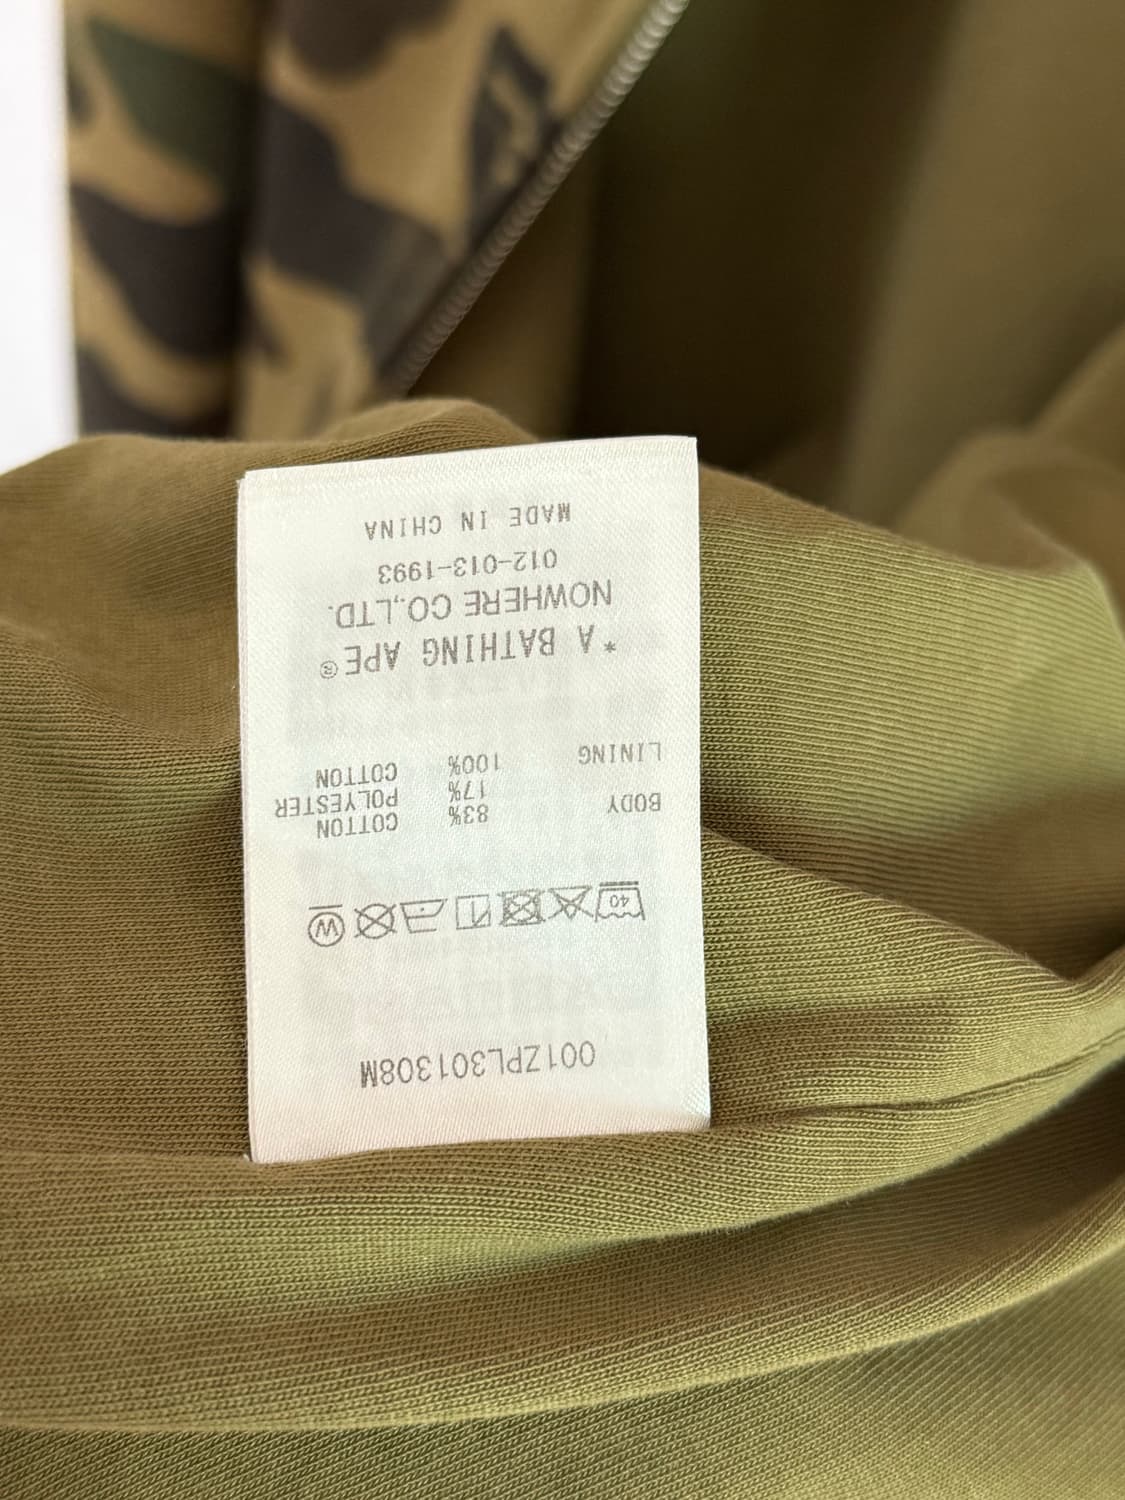 001ZPL301308M
40 W
BODY 83% COTTON
17% POLYESTER
LINING 100% COTTON
*A BATHING APE®
NOWHERE CO.,LTD.
012-013-1993
MADE IN CHINA